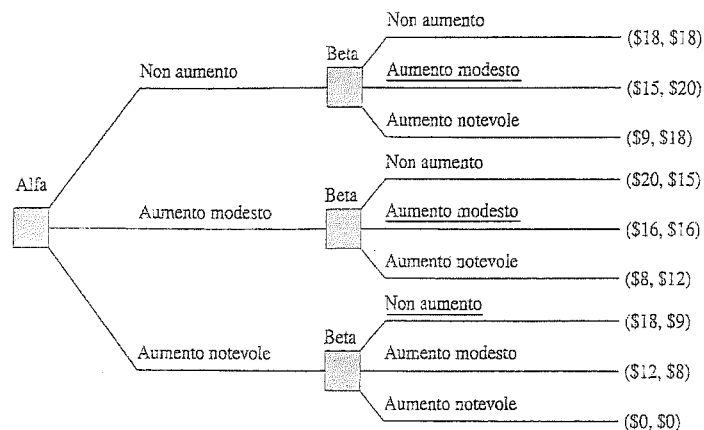 Non aumento
($18, $18)
Beta
Non aumento
Aumento modesto
($15, $20)
Aumento notevole
($9, $18)
Non aumento
($20, $15)
Alfa
Beta
Aumento modesto
Aumento modesto
($16, $16)
Aumento notevole
($8, $12)
Non aumento
($18, $9)
Beta
Aumento notevole
Aumento modesto
($12, $8)
Aumento notevole
($0, $0)